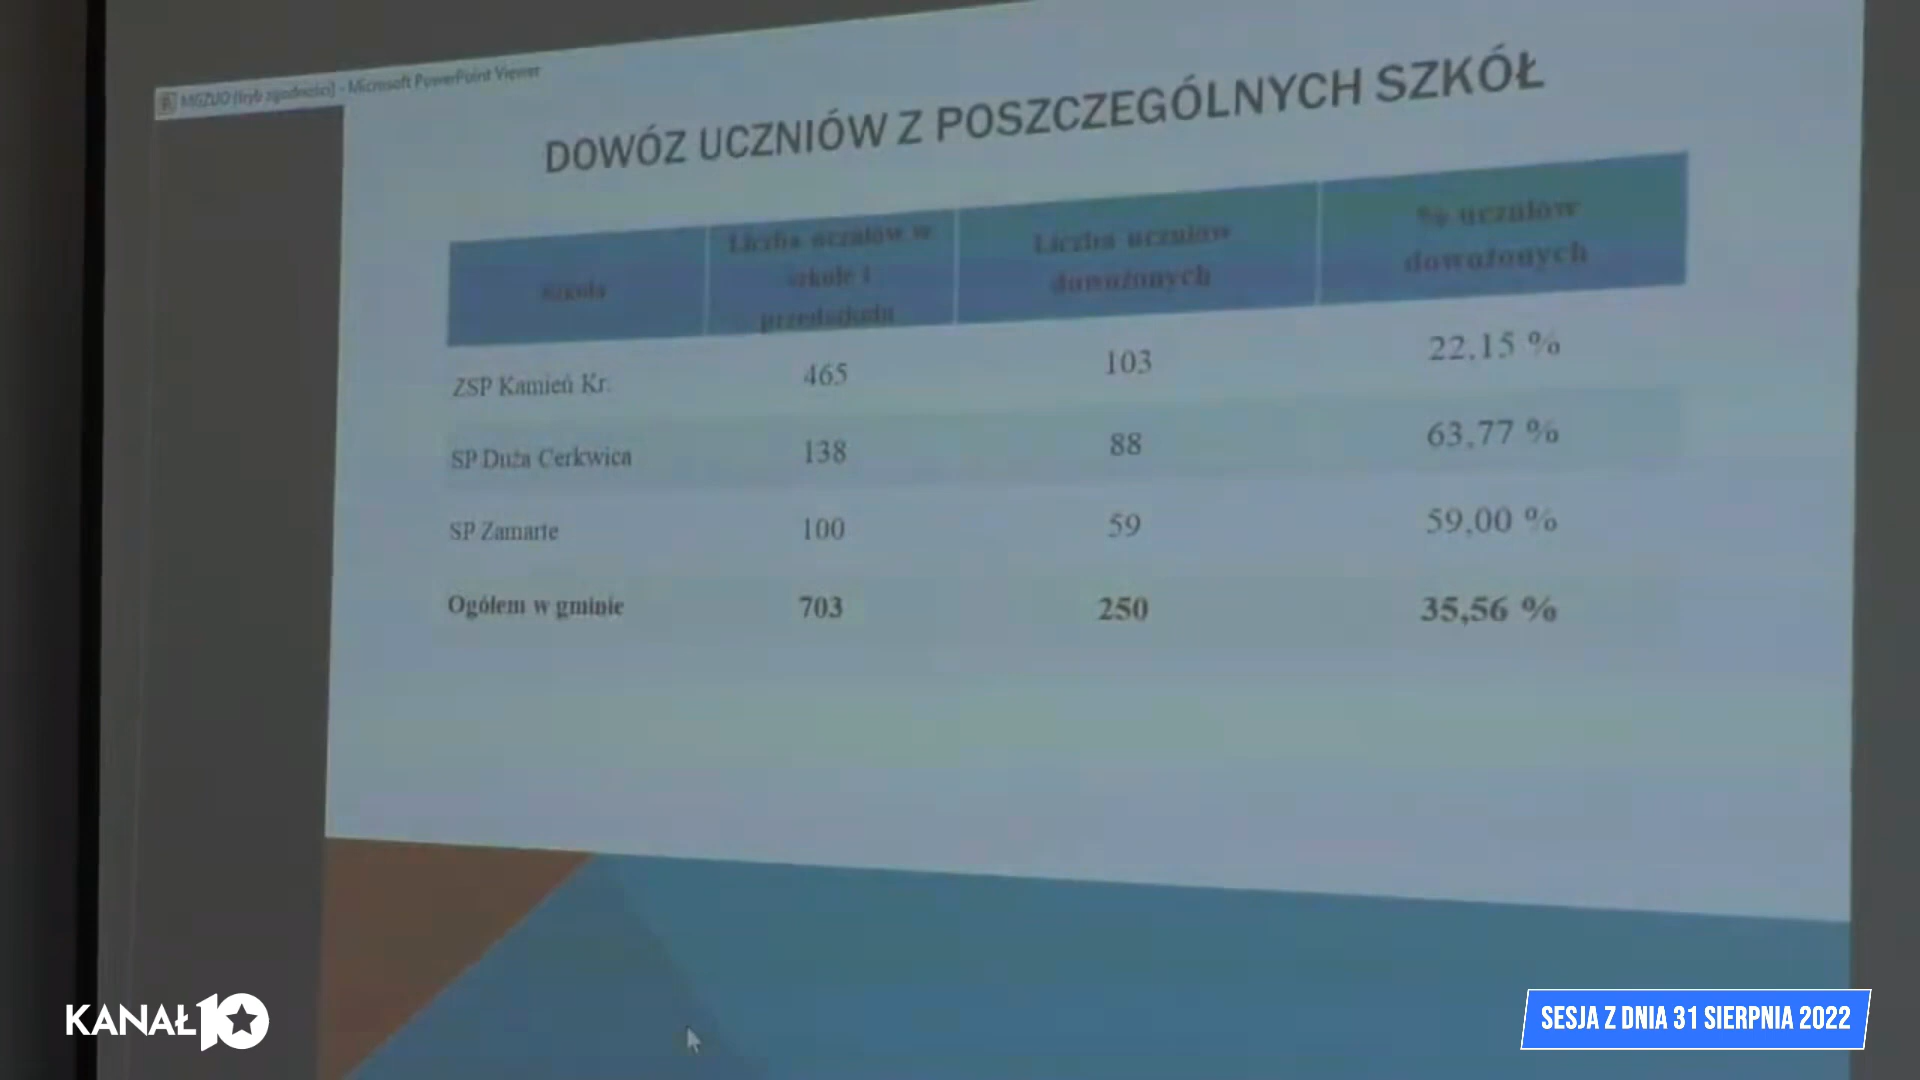 MGZUO [tryb zgodności] - Microsoft PowerPoint Viewer
DOWÓZ UCZNIÓW Z POSZCZEGÓLNYCH SZKÓŁ
Szkoła
Liczba uczniów w
szkole i
przedszkolu
Liczba uczniów
dowożonych
% uczniów
dowożonych
ZSP Kamień Kr. 465 103 22,15 %
SP Duża Cerkwica 138 88 63,77 %
SP Zamarte 100 59 59,00 %
Ogółem w gminie 703 250 35,56 %
KANAŁ 10
SESJA Z DNIA 31 SIERPNIA 2022